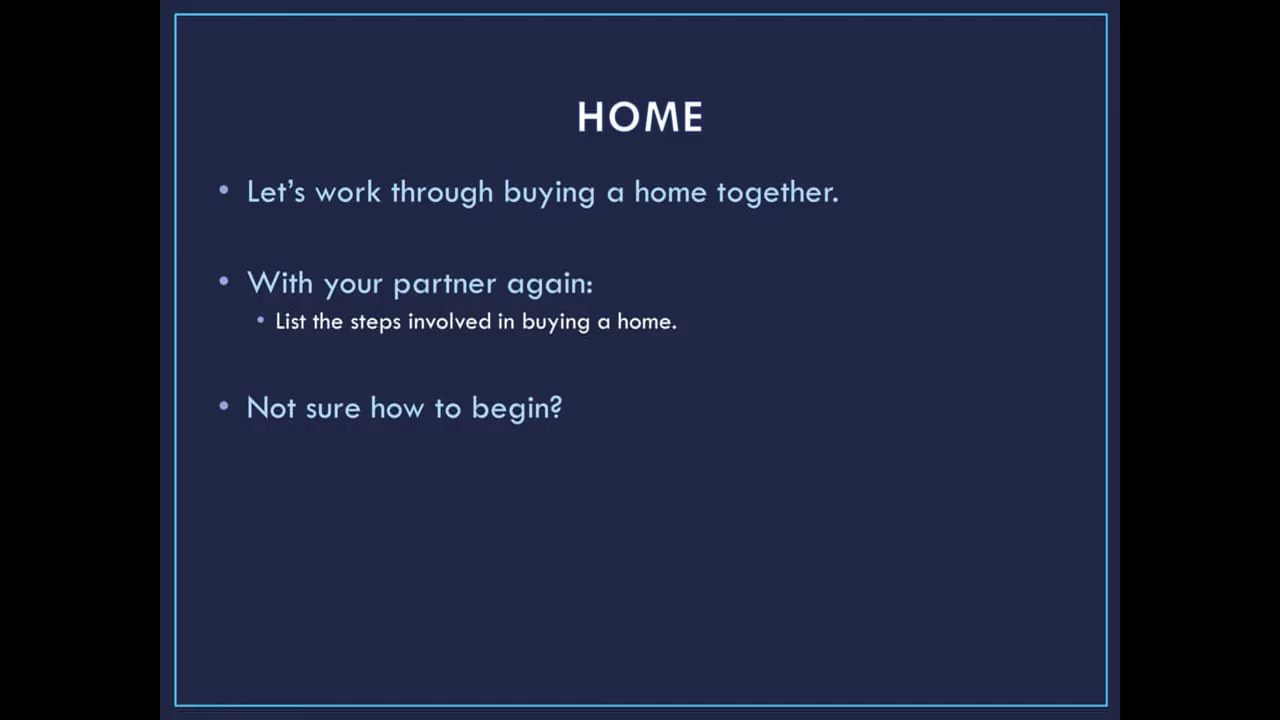 HOME
• Let’s work through buying a home together.
• With your partner again:
• List the steps involved in buying a home.
• Not sure how to begin?